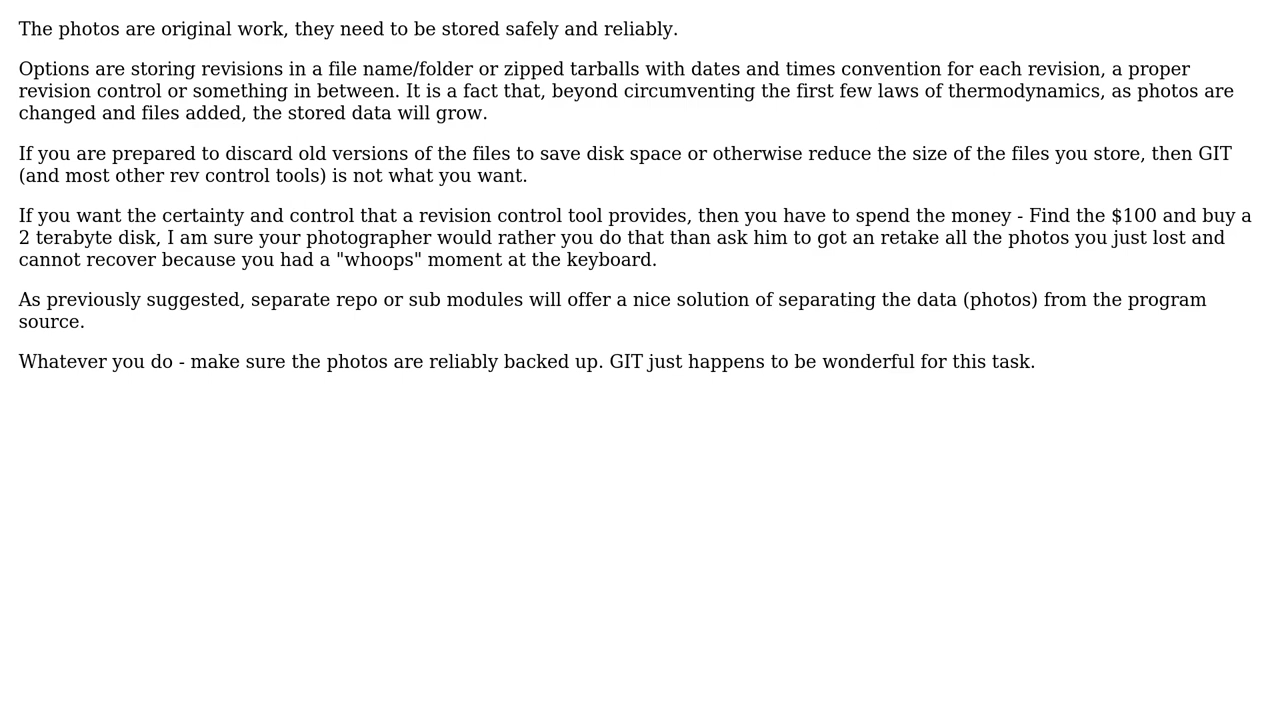 The photos are original work, they need to be stored safely and reliably.
Options are storing revisions in a file name/folder or zipped tarballs with dates and times convention for each revision, a proper
revision control or something in between. It is a fact that, beyond circumventing the first few laws of thermodynamics, as photos are
changed and files added, the stored data will grow.
If you are prepared to discard old versions of the files to save disk space or otherwise reduce the size of the files you store, then GIT
(and most other rev control tools) is not what you want.
If you want the certainty and control that a revision control tool provides, then you have to spend the money - Find the $100 and buy a
2 terabyte disk, I am sure your photographer would rather you do that than ask him to got an retake all the photos you just lost and
cannot recover because you had a "whoops" moment at the keyboard.
As previously suggested, separate repo or sub modules will offer a nice solution of separating the data (photos) from the program
source.
Whatever you do - make sure the photos are reliably backed up. GIT just happens to be wonderful for this task.